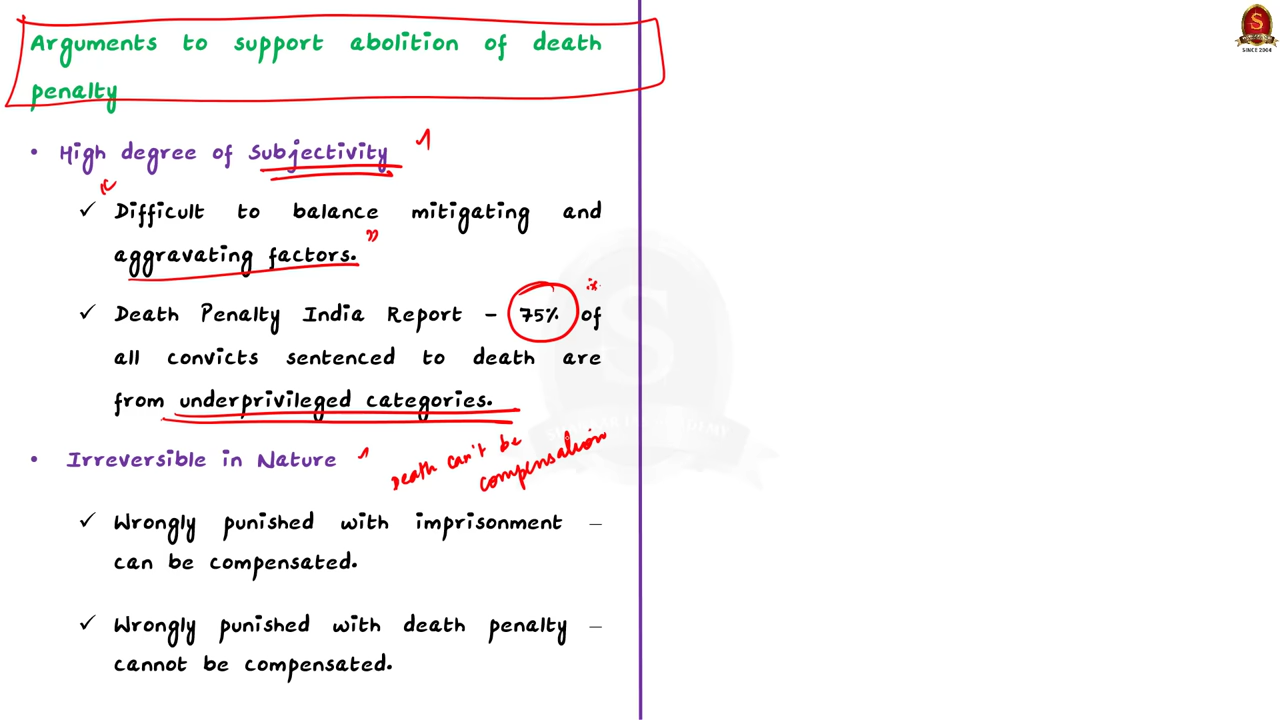 Arguments to support abolition of death
penalty
• High degree of Subjectivity
✓ Difficult to balance mitigating and
aggravating factors.
✓ Death Penalty India Report – 75% of
all convicts sentenced to death are
from underprivileged categories.
• Irreversible in Nature
Death can't be
compensation
✓ Wrongly punished with imprisonment –
can be compensated.
✓ Wrongly punished with death penalty –
cannot be compensated.
S
SINCE 2004